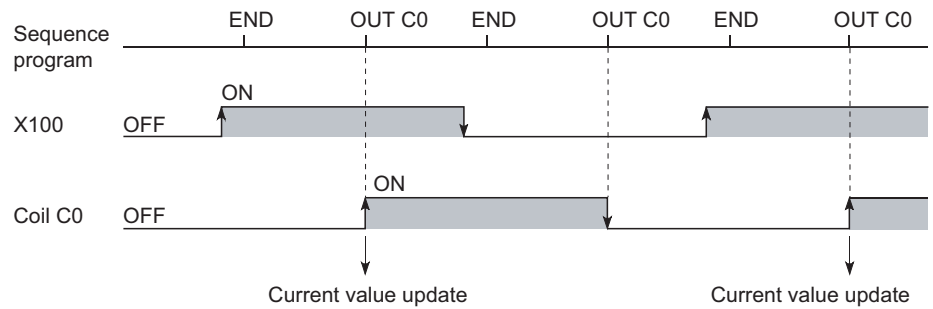 END OUT C0 END OUT C0 END OUT C0
Sequence
program
ON
X100 OFF
ON
Coil C0 OFF
Current value update Current value update